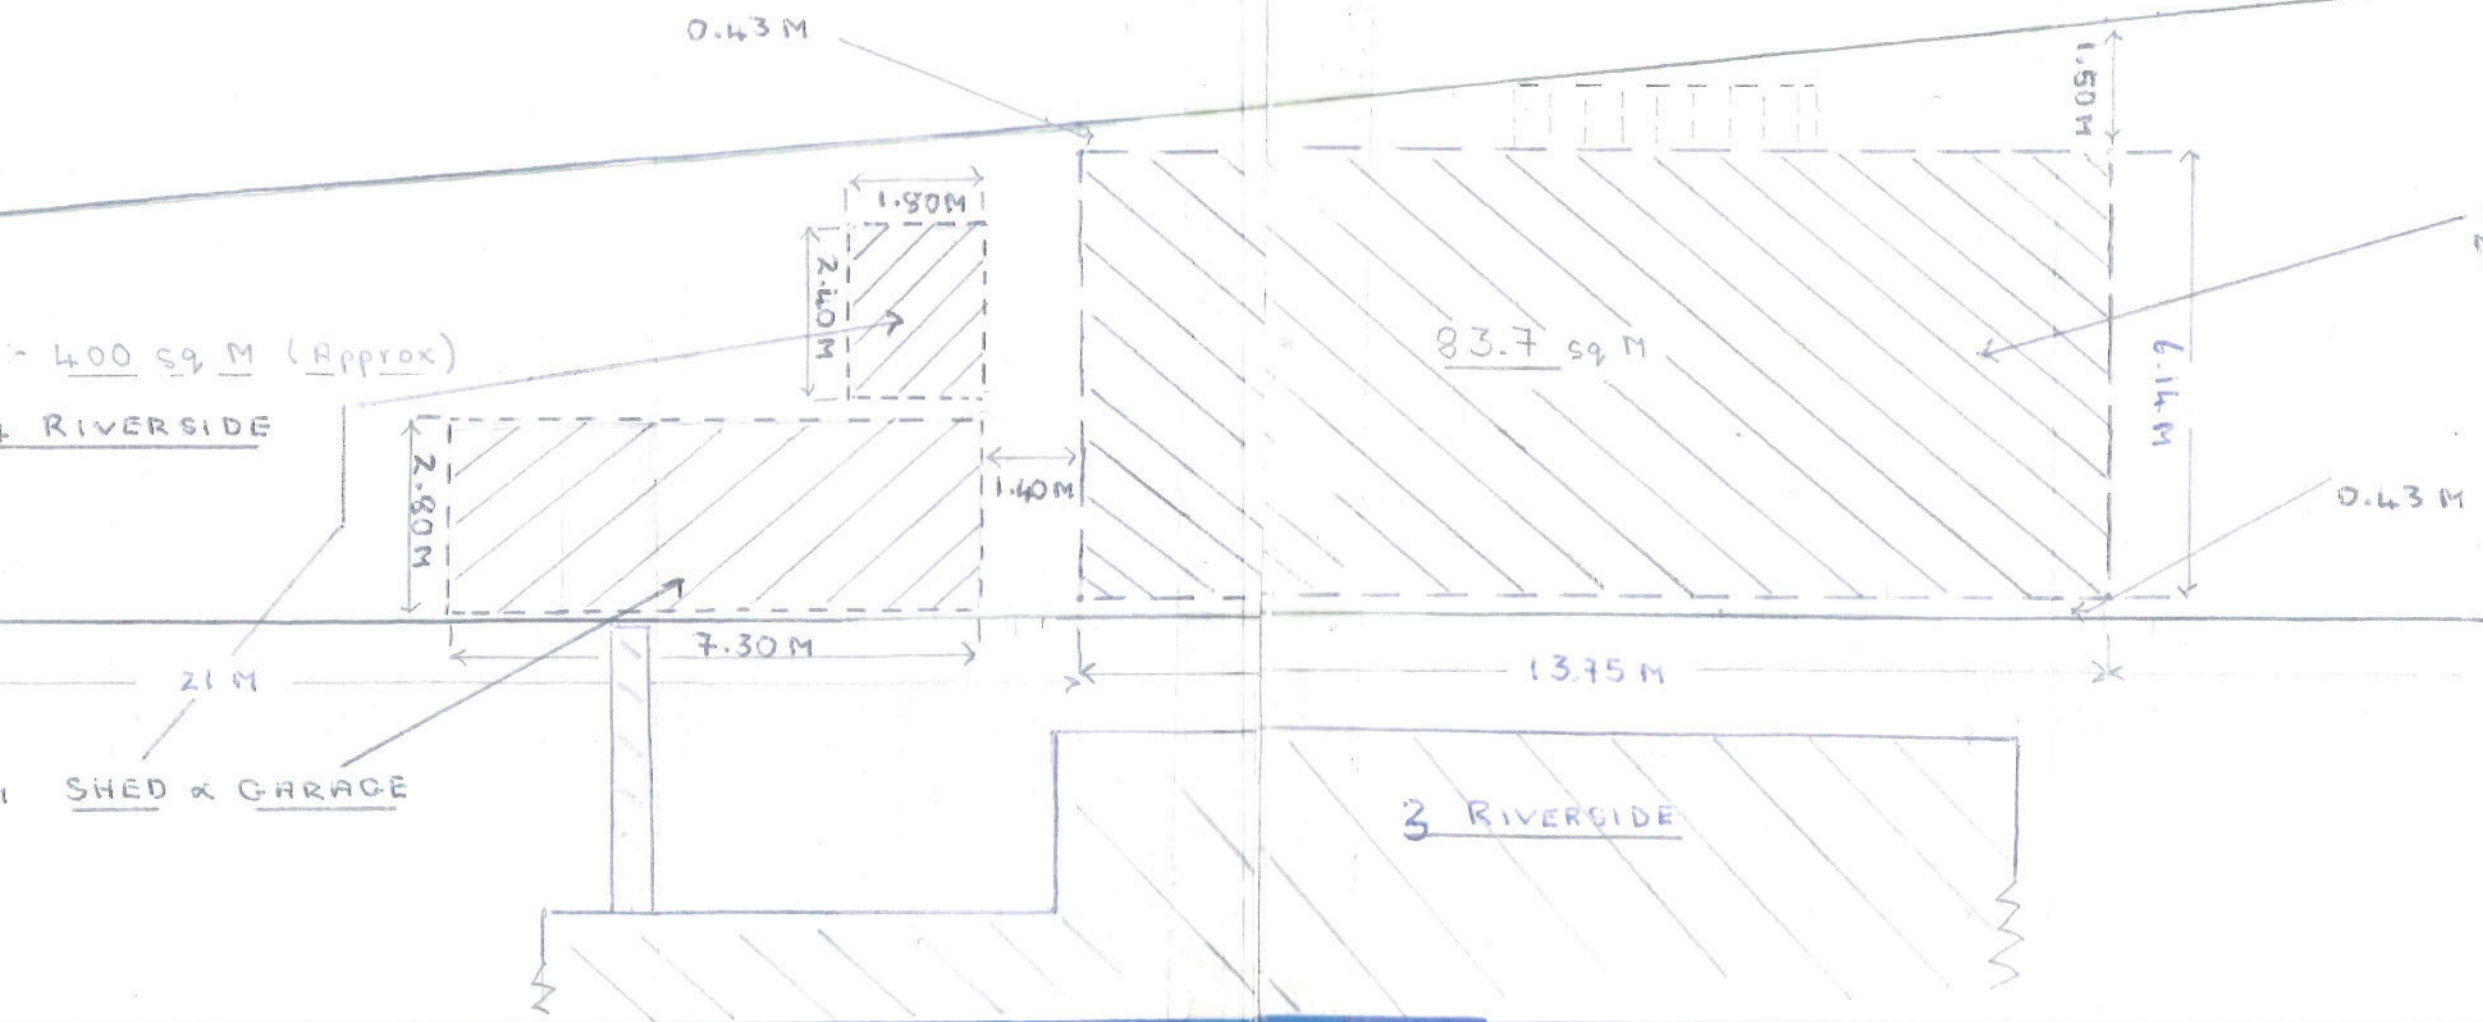 0.43 M
1.50 M
1.80 M
2.40 M
:- 400 sq M (Approx)
4 RIVERSIDE
83.7 sq M
6.14 M
2.80 M
1.40 M
0.43 M
7.30 M
21 M
13.75 M
SHED & GARAGE
3 RIVERSIDE